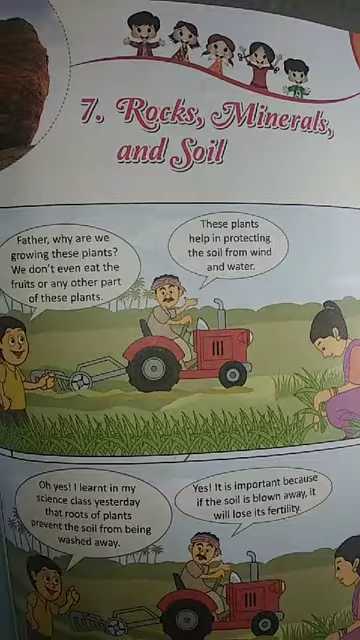 7. Rocks, Minerals,
and Soil
Father, why are we
growing these plants?
We don't even eat the
fruits or any other part
of these plants.
These plants
help in protecting
the soil from wind
and water.
Oh yes! I learnt in my
science class yesterday
that roots of plants
prevent the soil from being
washed away.
Yes! It is important because
if the soil is blown away, it
will lose its fertility.